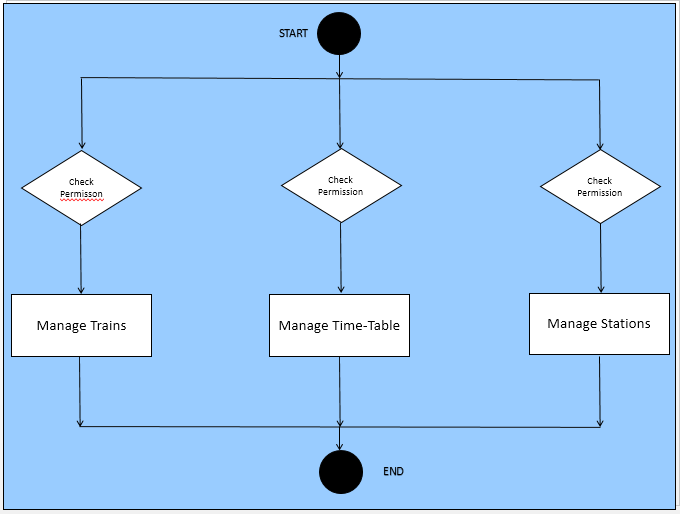 START
Check
Permisson
Check
Permission
Check
Permission
Manage Trains
Manage Time-Table
Manage Stations
END